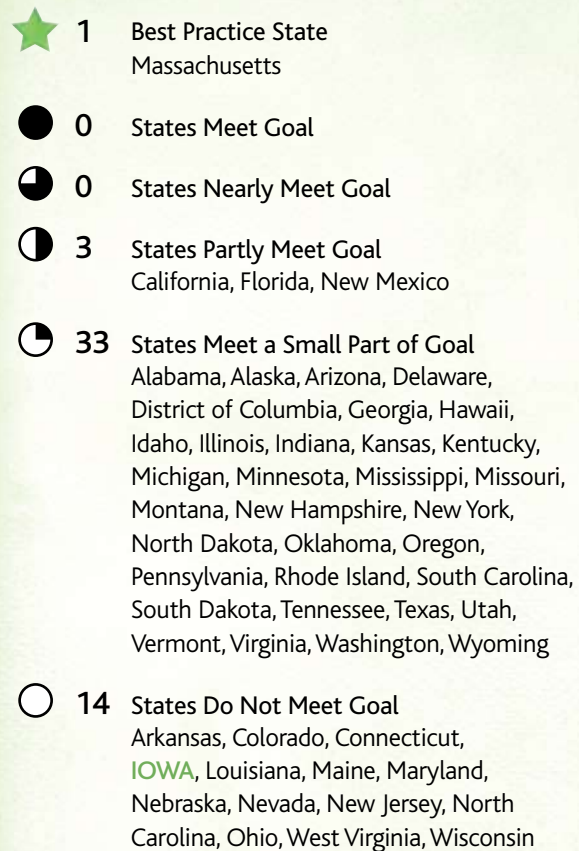 1 Best Practice State
Massachusetts
0 States Meet Goal
0 States Nearly Meet Goal
3 States Partly Meet Goal
California, Florida, New Mexico
33 States Meet a Small Part of Goal
Alabama, Alaska, Arizona, Delaware,
District of Columbia, Georgia, Hawaii,
Idaho, Illinois, Indiana, Kansas, Kentucky,
Michigan, Minnesota, Mississippi, Missouri,
Montana, New Hampshire, New York,
North Dakota, Oklahoma, Oregon,
Pennsylvania, Rhode Island, South Carolina,
South Dakota, Tennessee, Texas, Utah,
Vermont, Virginia, Washington, Wyoming
14 States Do Not Meet Goal
Arkansas, Colorado, Connecticut,
IOWA, Louisiana, Maine, Maryland,
Nebraska, Nevada, New Jersey, North
Carolina, Ohio, West Virginia, Wisconsin